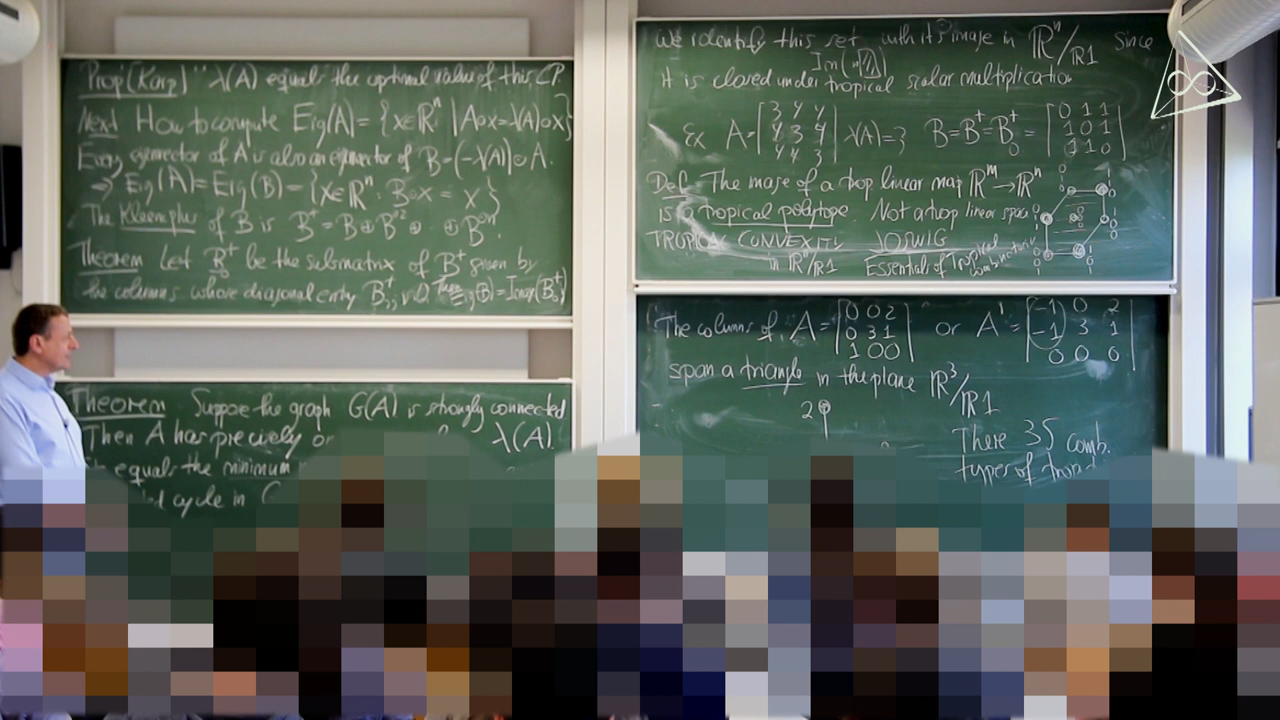 Prop [Karp] "λ(A) equals the optimal value of this CP
Next How to compute Eig(A) = {x∈ℝⁿ | A⊙x=λ(A)⊙x}
Every eigenvector of A is also an eigenvector of B=(-λ(A))⊙A.
⇒ Eig(A)=Eig(B)={x∈ℝⁿ: B⊙x = x}
The Kleene plus of B is B⁺=B⊕B^⊙2⊕ ⊕B^⊙n.
Theorem Let B₀⁺ be the submatrix of B⁺ given by
the columns whose diagonal entry Then = Image(B₀⁺)
Theorem Suppose the graph G(A) is strongly connected
Then A has precisely λ(A).
equals the minimum
cycle in
We identify this set with its image in ℝⁿ/ℝ1 since
it is closed under tropical scalar multiplication
Ex A= [3 4 4 λ(A)=3 B=B⁺=B₀⁺= [0 1 1
4 3 4 1 0 1
4 4 3] 1 1 0]
Def The image of a trop linear map ℝᵐ→ℝⁿ
is a tropical polytope. Not a trop linear space
TROPICAL CONVEXITY JOSWIG
in ℝⁿ/ℝ1 Essentials of Tropical
Combinatorics
The columns of A= [0 0 2 or A'= [-1 0 2
0 3 1 -1 3 1
1 0 0] 0 0 0]
span a triangle in the plane ℝ³/ℝ1
2
There 35 comb.
types of